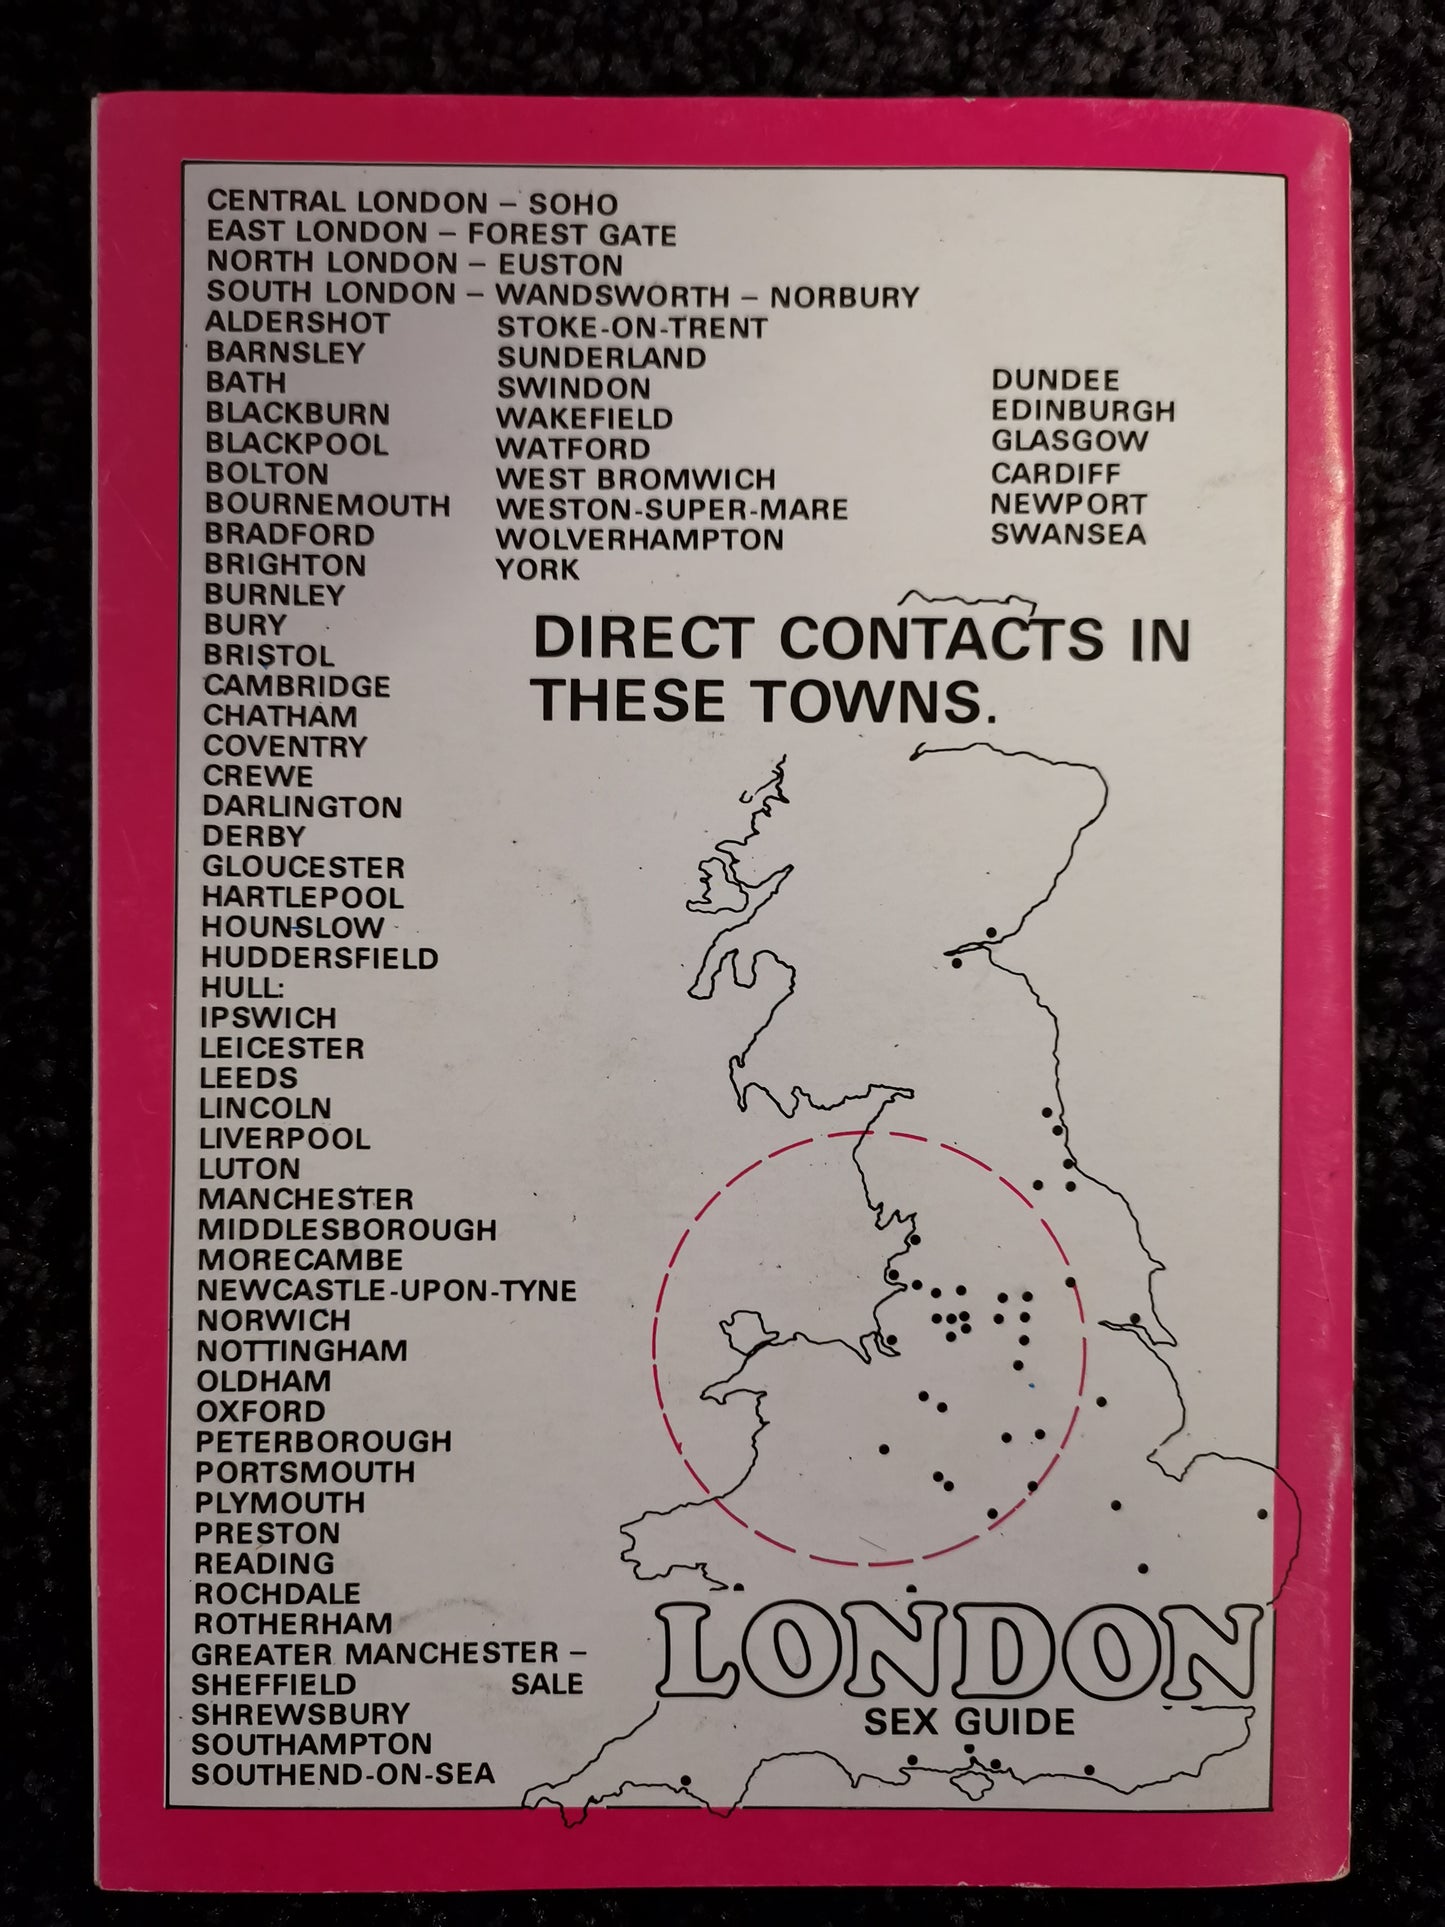 CENTRAL LONDON – SOHO
EAST LONDON – FOREST GATE
NORTH LONDON – EUSTON
SOUTH LONDON – WANDSWORTH – NORBURY
ALDERSHOT
BARNSLEY
BATH
BLACKBURN
BLACKPOOL
BOLTON
BOURNEMOUTH
BRADFORD
BRIGHTON
BURNLEY
BURY
BRISTOL
CAMBRIDGE
CHATHAM
COVENTRY
CREWE
DARLINGTON
DERBY
GLOUCESTER
HARTLEPOOL
HOUNSLOW
HUDDERSFIELD
HULL:
IPSWICH
LEICESTER
LEEDS
LINCOLN
LIVERPOOL
LUTON
MANCHESTER
MIDDLESBOROUGH
MORECAMBE
NEWCASTLE-UPON-TYNE
NORWICH
NOTTINGHAM
OLDHAM
OXFORD
PETERBOROUGH
PORTSMOUTH
PLYMOUTH
PRESTON
READING
ROCHDALE
ROTHERHAM
GREATER MANCHESTER –
SHEFFIELD SALE
SHREWSBURY
SOUTHAMPTON
SOUTHEND-ON-SEA
STOKE-ON-TRENT
SUNDERLAND
SWINDON
WAKEFIELD
WATFORD
WEST BROMWICH
WESTON-SUPER-MARE
WOLVERHAMPTON
YORK
DUNDEE
EDINBURGH
GLASGOW
CARDIFF
NEWPORT
SWANSEA
DIRECT CONTACTS IN
THESE TOWNS.
LONDON
SEX GUIDE